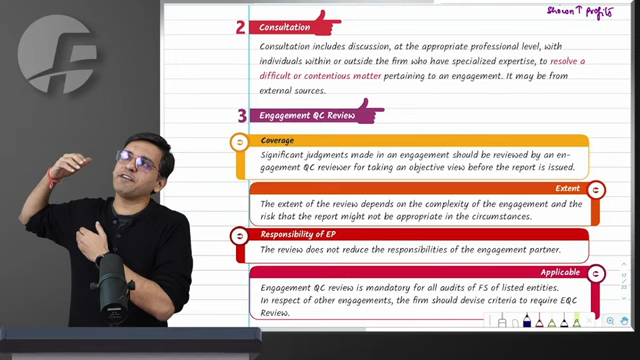 shown ↑ profits
2 Consultation
Consultation includes discussion, at the appropriate professional level, with
individuals within or outside the firm who have specialized expertise, to resolve a
difficult or contentious matter pertaining to an engagement. It may be from
external sources.
3 Engagement QC Review
Coverage
Significant judgments made in an engagement should be reviewed by an en-
gagement QC reviewer for taking an objective view before the report is issued.
Extent
The extent of the review depends on the complexity of the engagement and the
risk that the report might not be appropriate in the circumstances.
Responsibility of EP
The review does not reduce the responsibilities of the engagement partner.
Applicable
Engagement QC review is mandatory for all audits of FS of listed entities.
In respect of other engagements, the firm should devise criteria to require EQC
Review.